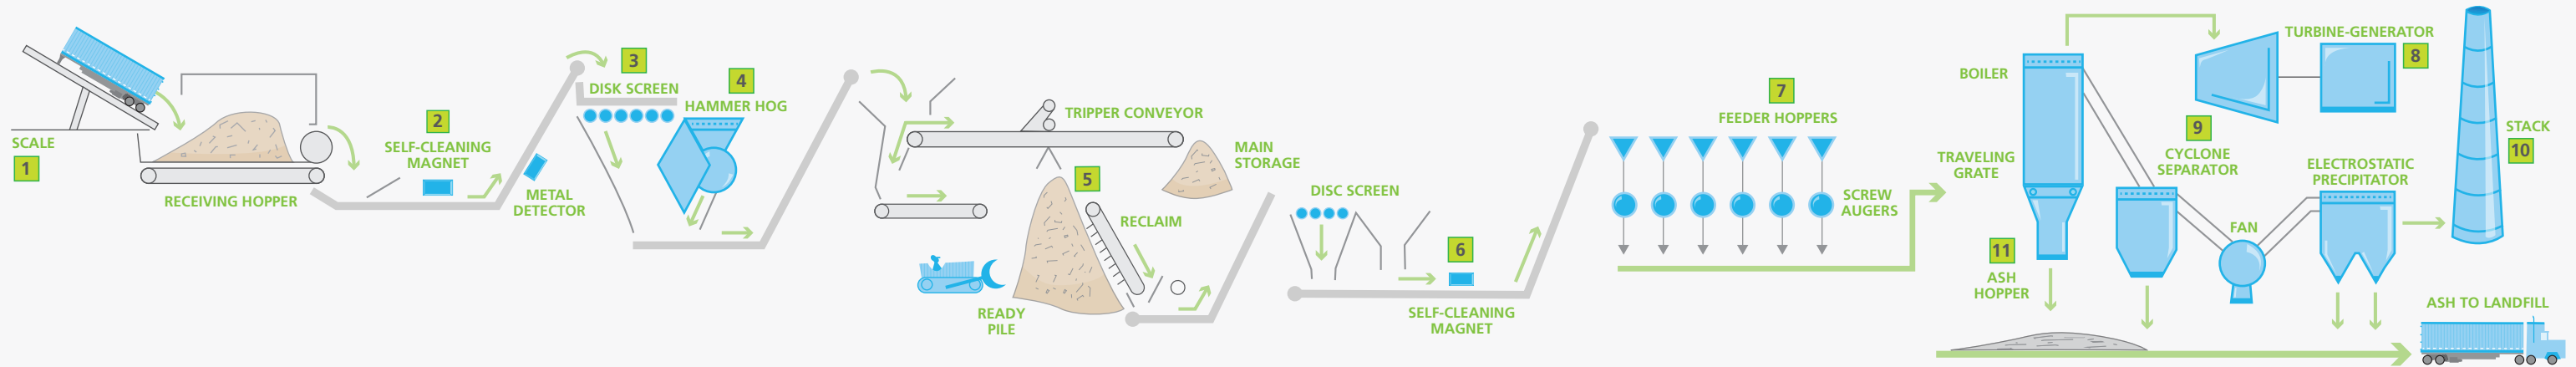 SCALE
1
RECEIVING HOPPER
2
SELF-CLEANING
MAGNET
METAL
DETECTOR
3
DISK SCREEN
4
HAMMER HOG
TRIPPER CONVEYOR
MAIN
STORAGE
5
RECLAIM
READY
PILE
DISC SCREEN
6
SELF-CLEANING
MAGNET
7
FEEDER HOPPERS
SCREW
AUGERS
BOILER
TRAVELING
GRATE
11
ASH
HOPPER
TURBINE-GENERATOR
8
9
CYCLONE
SEPARATOR
FAN
ELECTROSTATIC
PRECIPITATOR
STACK
10
ASH TO LANDFILL